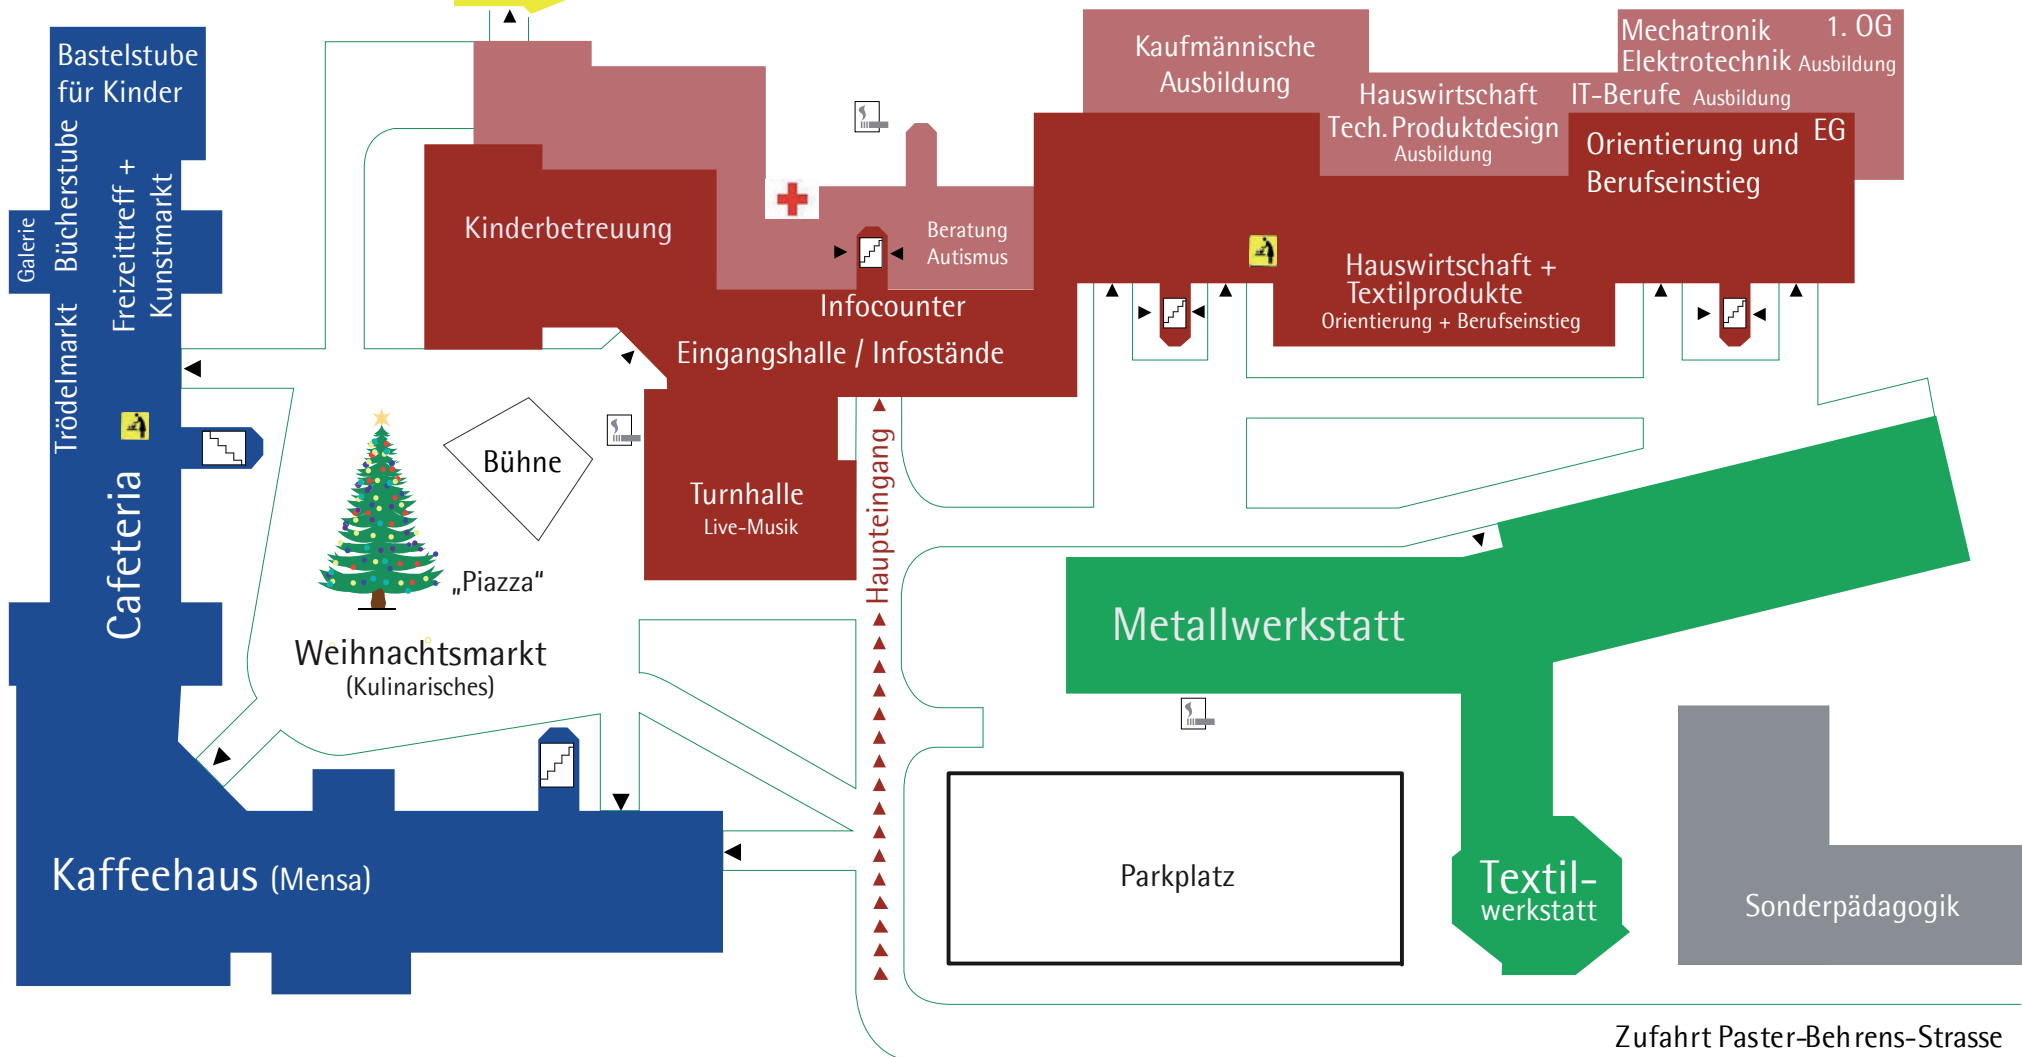 Bastelstube
für Kinder
Bücherstube
Freizeittreff +
Kunstmarkt
Galerie
Trödelmarkt
Cafeteria
Kaffeehaus (Mensa)
Kinderbetreuung
Beratung
Autismus
Infocounter
Eingangshalle / Infostände
Turnhalle
Live-Musik
Bühne
„Piazza“
Weihnachtsmarkt
(Kulinarisches)
Haupteingang
Kaufmännische
Ausbildung
Hauswirtschaft
Tech. Produktdesign
Ausbildung
Mechatronik 1. OG
Elektrotechnik Ausbildung
IT-Berufe Ausbildung
EG
Orientierung und
Berufseinstieg
Hauswirtschaft +
Textilprodukte
Orientierung + Berufseinstieg
Metallwerkstatt
Parkplatz
Textil-
werkstatt
Sonderpädagogik
Zufahrt Paster-Behrens-Strasse